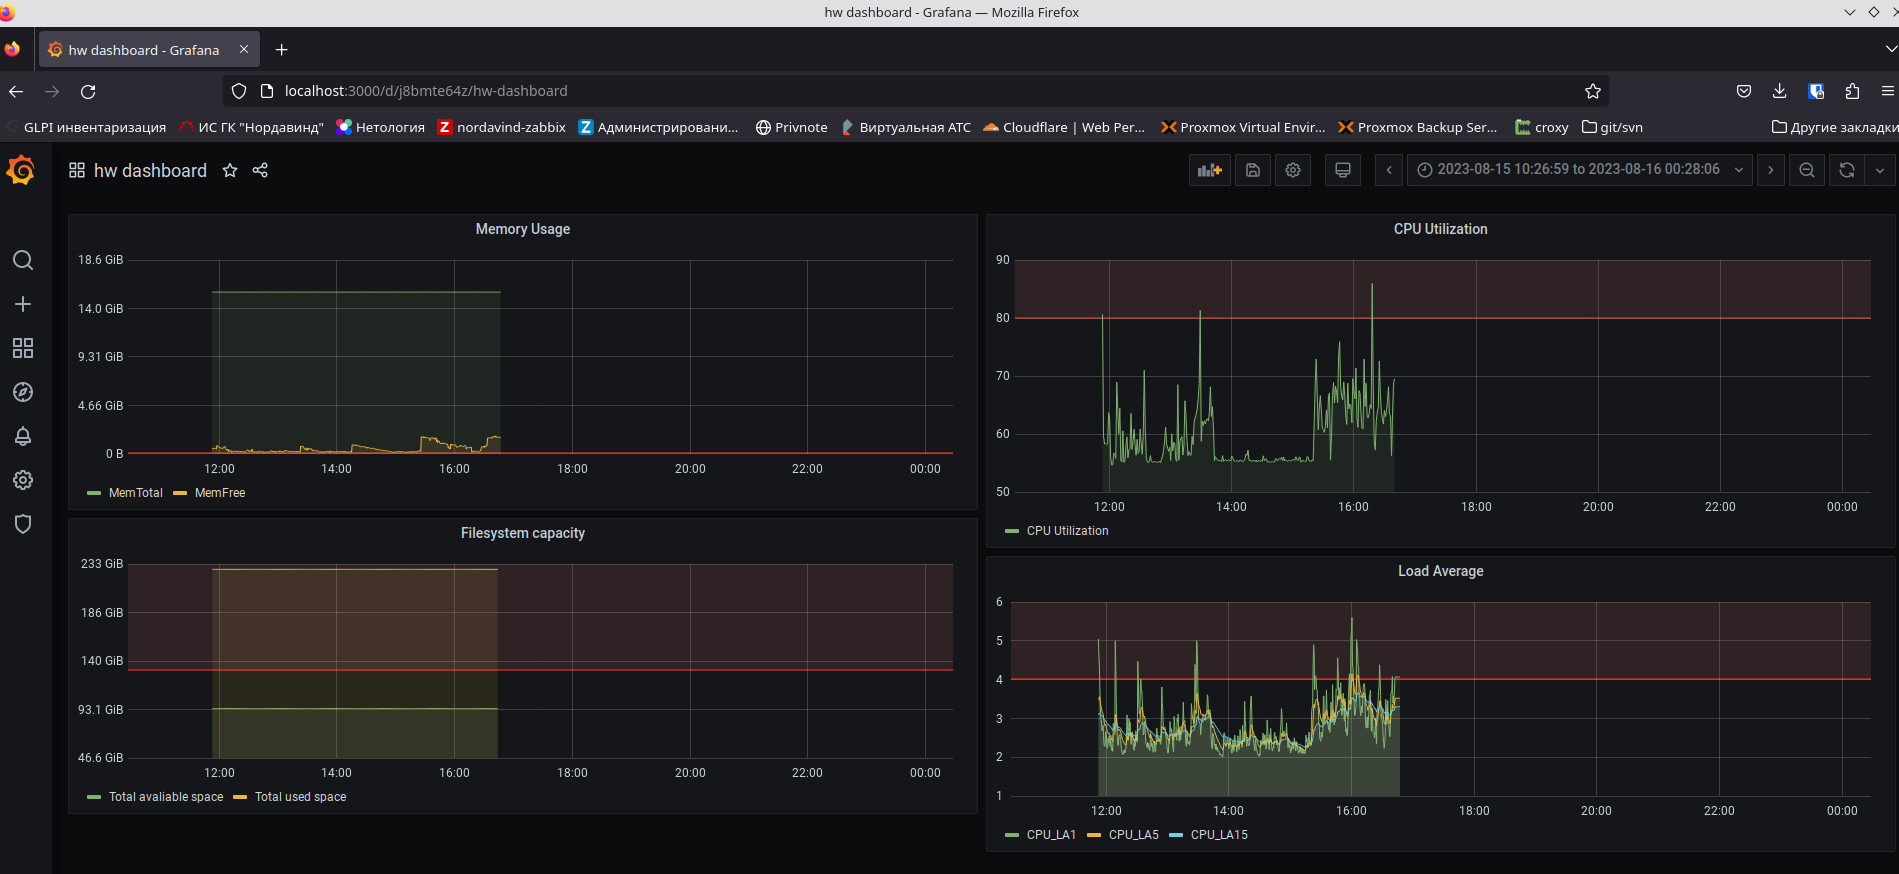 hw dashboard - Grafana — Mozilla Firefox
hw dashboard - Grafana
localhost:3000/d/j8bmte64z/hw-dashboard
GLPI инвентаризация ИС ГК "Нордавинд" Нетология nordavind-zabbix Администрировани... Privnote Виртуальная АТС Cloudflare | Web Per... Proxmox Virtual Envir... Proxmox Backup Ser... croxy git/svn Другие закладки
hw dashboard
2023-08-15 10:26:59 to 2023-08-16 00:28:06
Memory Usage
18.6 GiB
14.0 GiB
9.31 GiB
4.66 GiB
0 B
12:00 14:00 16:00 18:00 20:00 22:00 00:00
MemTotal MemFree
CPU Utilization
90
80
70
60
50
12:00 14:00 16:00 18:00 20:00 22:00 00:00
CPU Utilization
Filesystem capacity
233 GiB
186 GiB
140 GiB
93.1 GiB
46.6 GiB
12:00 14:00 16:00 18:00 20:00 22:00 00:00
Total avaliable space Total used space
Load Average
6
5
4
3
2
1
12:00 14:00 16:00 18:00 20:00 22:00 00:00
CPU_LA1 CPU_LA5 CPU_LA15